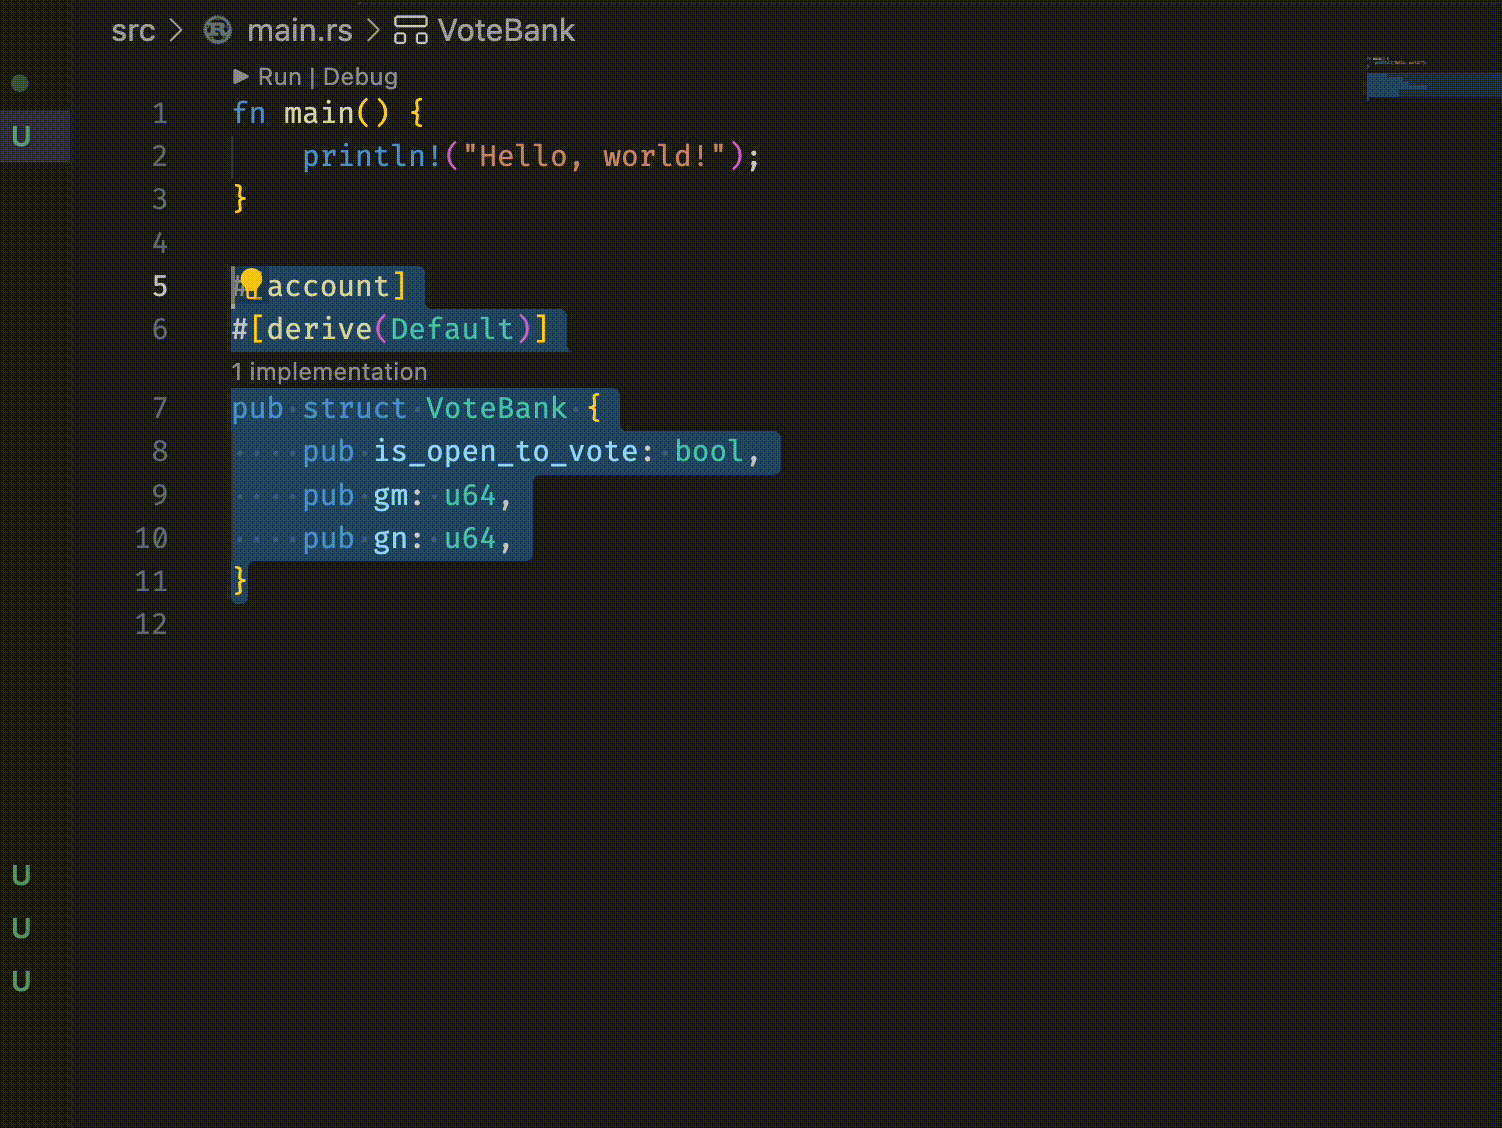 src > main.rs > VoteBank
Run | Debug
1 fn main() {
2     println!("Hello, world!");
3 }
4
5 #[account]
6 #[derive(Default)]
1 implementation
7 pub struct VoteBank {
8     pub is_open_to_vote: bool,
9     pub gm: u64,
10     pub gn: u64,
11 }
12
U
U
U
U